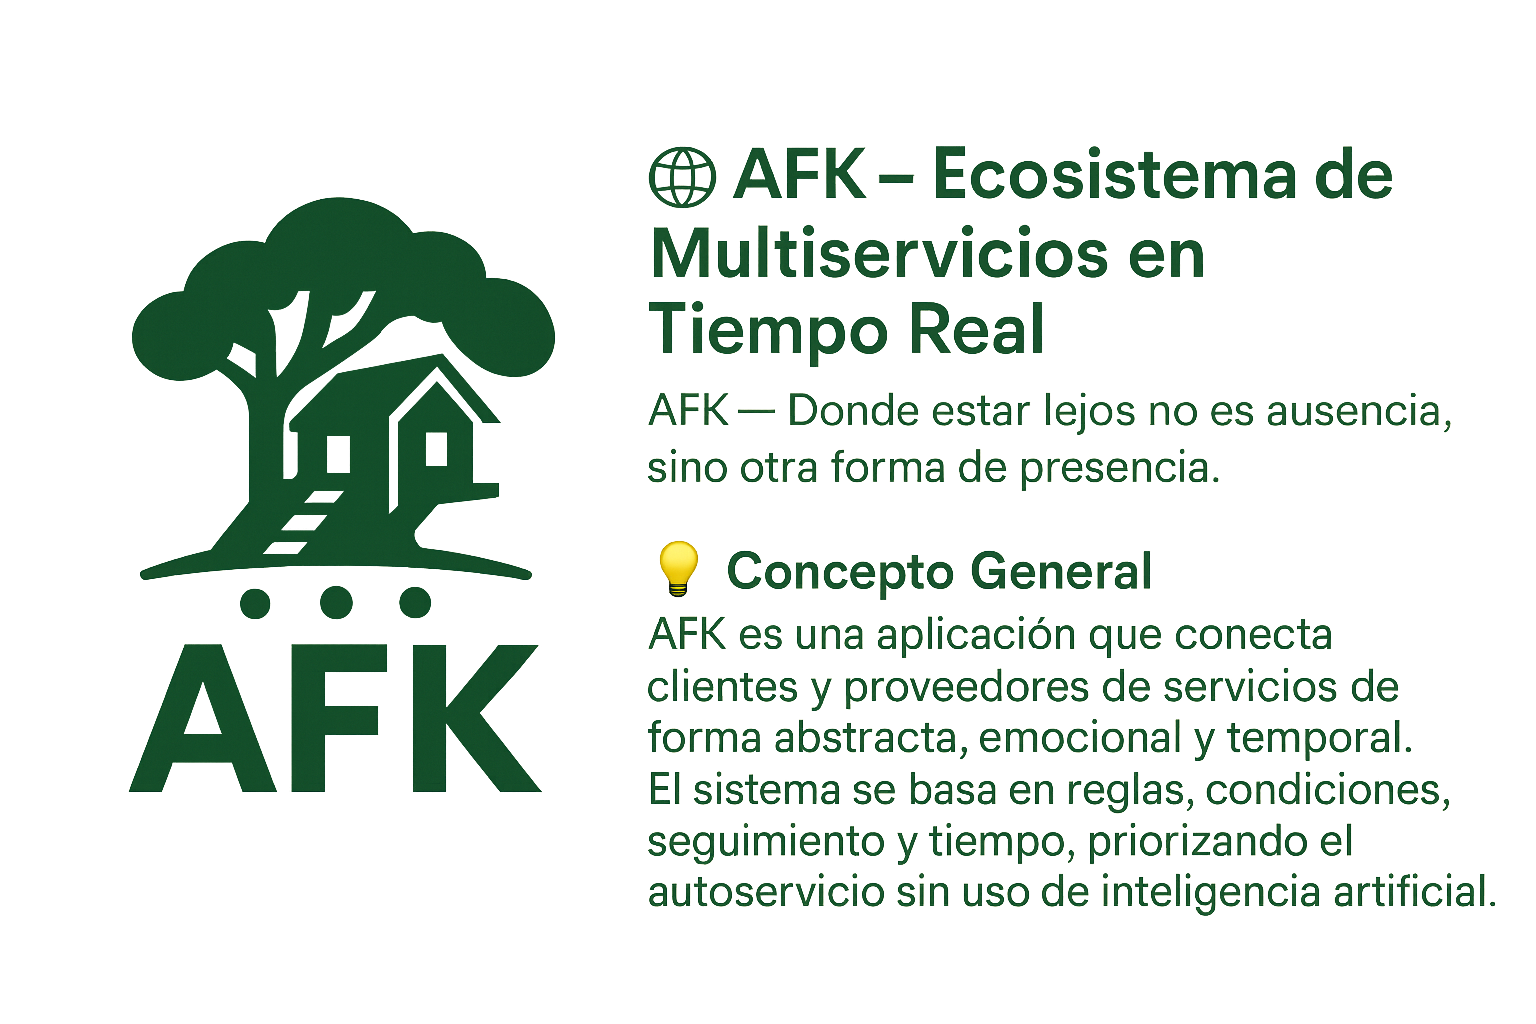 AFK
🌐 AFK – Ecosistema de
Multiservicios en
Tiempo Real
AFK — Donde estar lejos no es ausencia,
sino otra forma de presencia.
💡 Concepto General
AFK es una aplicación que conecta
clientes y proveedores de servicios de
forma abstracta, emocional y temporal.
El sistema se basa en reglas, condiciones,
seguimiento y tiempo, priorizando el
autoservicio sin uso de inteligencia artificial.